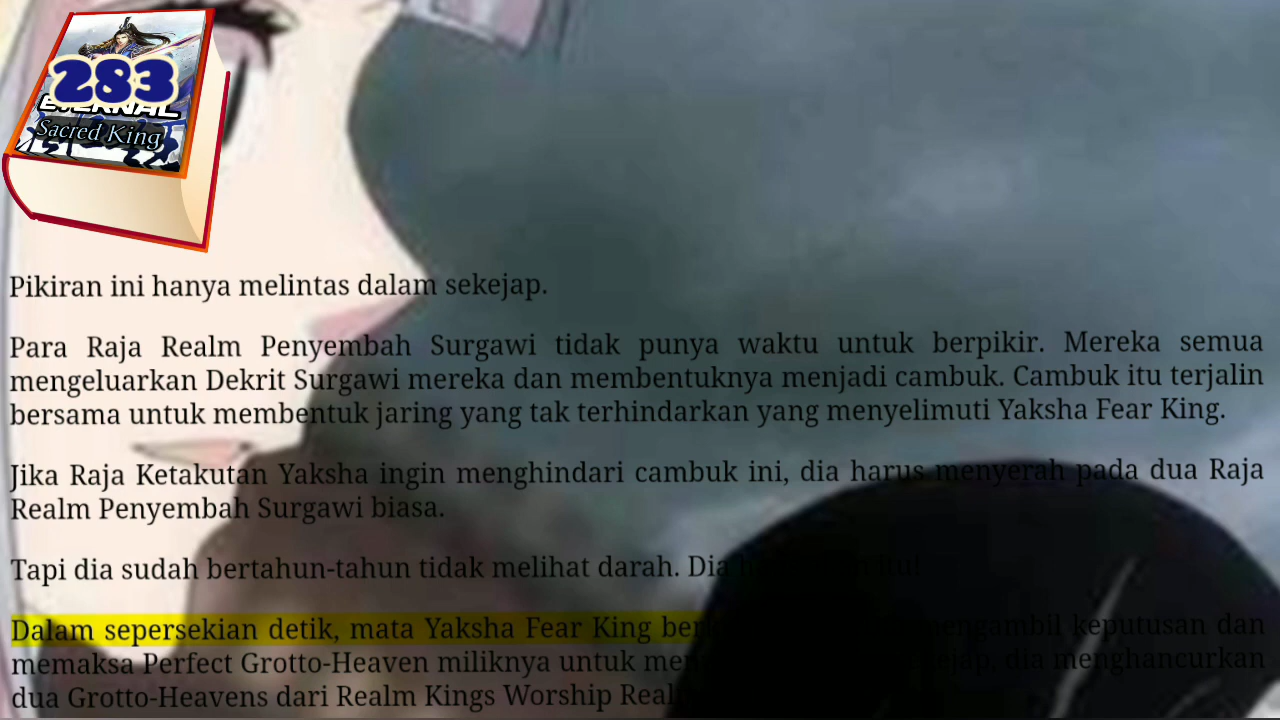 283
ETERNAL
Sacred King
Pikiran ini hanya melintas dalam sekejap.
Para Raja Realm Penyembah Surgawi tidak punya waktu untuk berpikir. Mereka semua
mengeluarkan Dekrit Surgawi mereka dan membentuknya menjadi cambuk. Cambuk itu terjalin
bersama untuk membentuk jaring yang tak terhindarkan yang menyelimuti Yaksha Fear King.
Jika Raja Ketakutan Yaksha ingin menghindari cambuk ini, dia harus menyerah pada dua Raja
Realm Penyembah Surgawi biasa.
Tapi dia sudah bertahun-tahun tidak melihat darah. Dia itu!
Dalam sepersekian detik, mata Yaksha Fear King mengambil keputusan dan
memaksa Perfect Grotto-Heaven miliknya untuk dia menghancurkan
dua Grotto-Heavens dari Realm Kings Worship